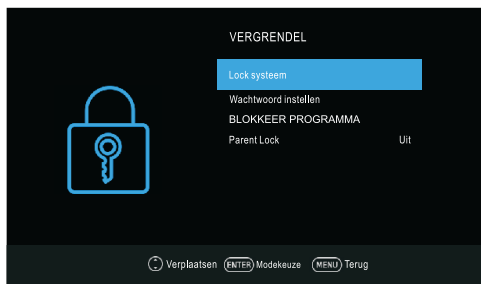 VERGRENDEL
Lock systeem
Wachtwoord instellen
BLOKKEER PROGRAMMA
Parent Lock Uit
Verplaatsen ENTER Modekeuze MENU Terug